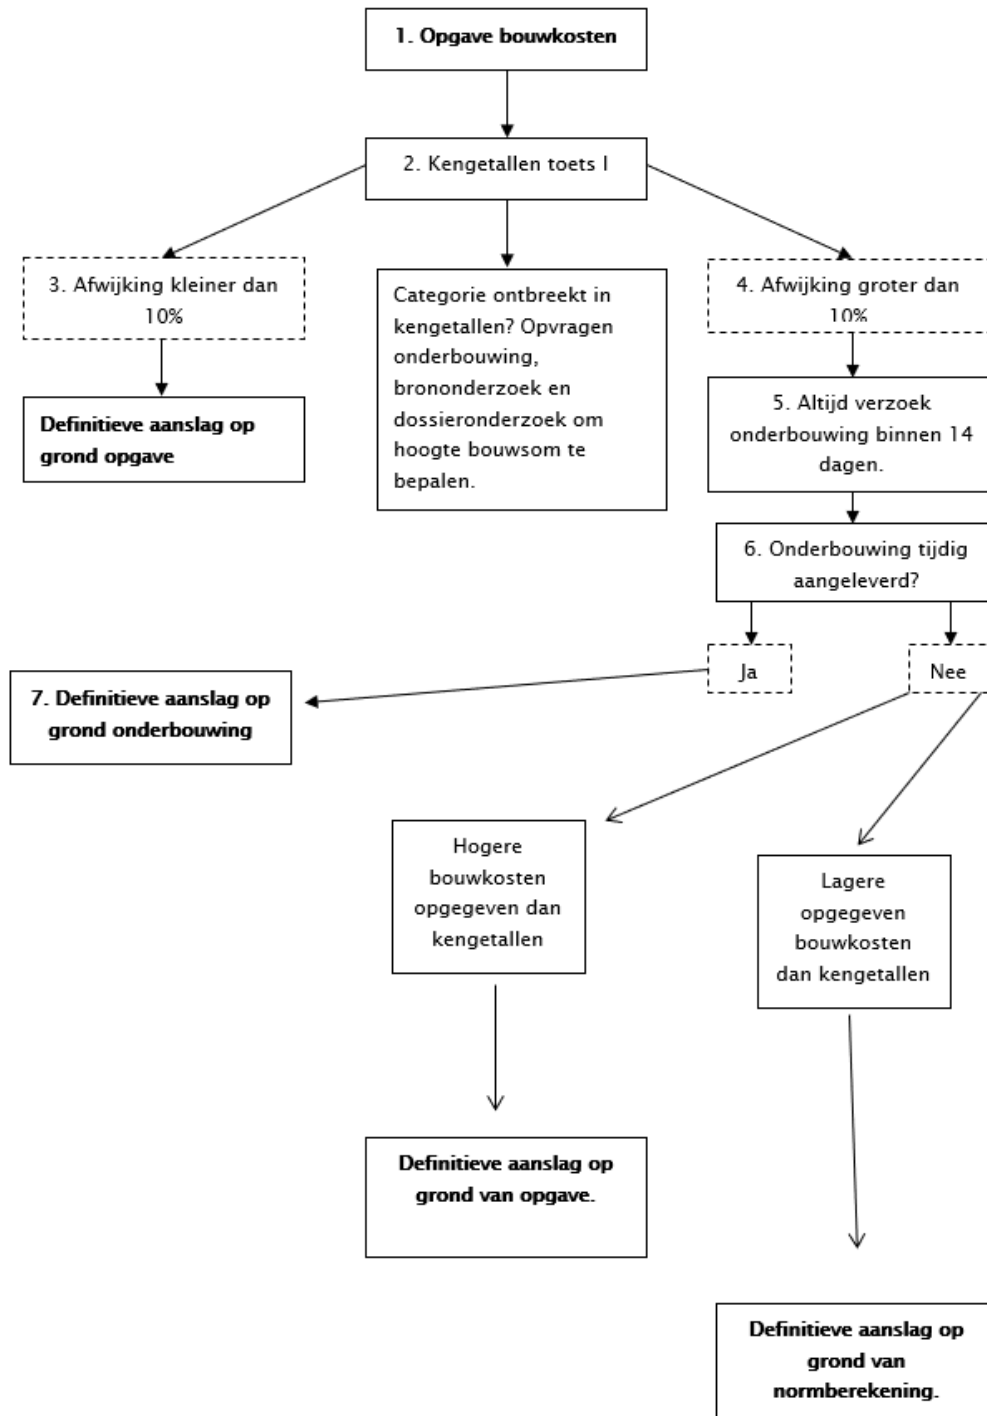 1. Opgave bouwkosten
2. Kengetallen toets I
3. Afwijking kleiner dan
10%
Categorie ontbreekt in
kengetallen? Opvragen
onderbouwing,
brononderzoek en
dossieronderzoek om
hoogte bouwsom te
bepalen.
4. Afwijking groter dan
10%
Definitieve aanslag op
grond opgave
5. Altijd verzoek
onderbouwing binnen 14
dagen.
6. Onderbouwing tijdig
aangeleverd?
Ja
Nee
7. Definitieve aanslag op
grond onderbouwing
Hogere
bouwkosten
opgegeven dan
kengetallen
Lagere
opgegeven
bouwkosten
dan kengetallen
Definitieve aanslag op
grond van opgave.
Definitieve aanslag op
grond van
normberekening.